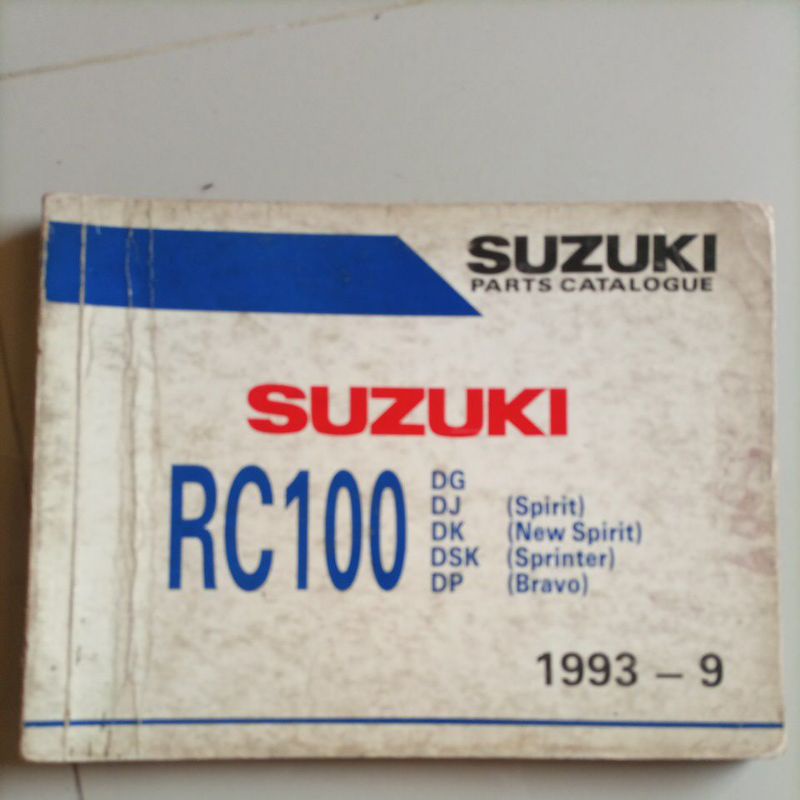 SUZUKI
PARTS CATALOGUE
SUZUKI
RC100
DG
DJ (Spirit)
DK (New Spirit)
DSK (Sprinter)
DP (Bravo)
1993 – 9